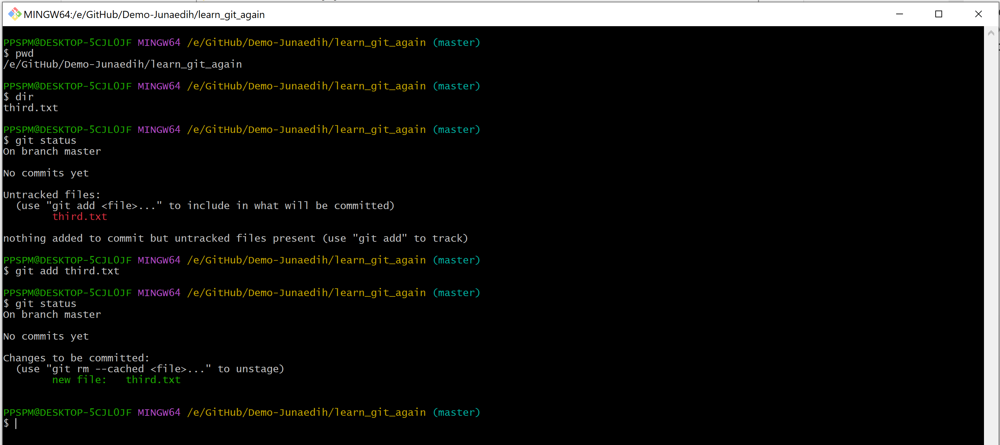 MINGW64:/e/GitHub/Demo-Junaedih/learn_git_again
PPSPM@DESKTOP-5CJL0JF MINGW64 /e/GitHub/Demo-Junaedih/learn_git_again (master)
$ pwd
/e/GitHub/Demo-Junaedih/learn_git_again
PPSPM@DESKTOP-5CJL0JF MINGW64 /e/GitHub/Demo-Junaedih/learn_git_again (master)
$ dir
third.txt
PPSPM@DESKTOP-5CJL0JF MINGW64 /e/GitHub/Demo-Junaedih/learn_git_again (master)
$ git status
On branch master
No commits yet
Untracked files:
  (use "git add <file>..." to include in what will be committed)
        third.txt
nothing added to commit but untracked files present (use "git add" to track)
PPSPM@DESKTOP-5CJL0JF MINGW64 /e/GitHub/Demo-Junaedih/learn_git_again (master)
$ git add third.txt
PPSPM@DESKTOP-5CJL0JF MINGW64 /e/GitHub/Demo-Junaedih/learn_git_again (master)
$ git status
On branch master
No commits yet
Changes to be committed:
  (use "git rm --cached <file>..." to unstage)
        new file:   third.txt
PPSPM@DESKTOP-5CJL0JF MINGW64 /e/GitHub/Demo-Junaedih/learn_git_again (master)
$